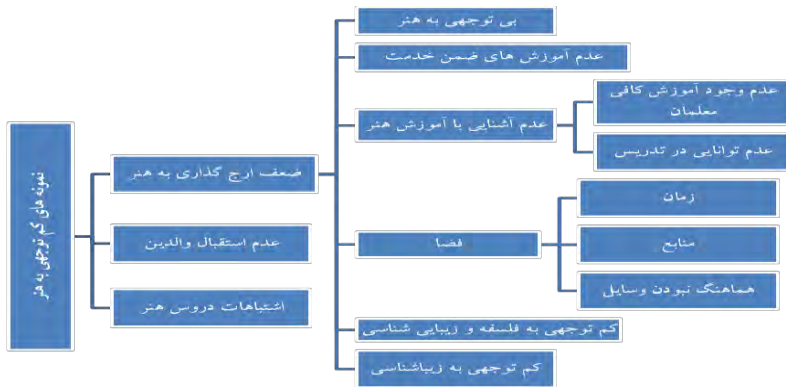 نمونه های کم توجهی به هنر
ضعف ارج گذاری به هنر
عدم استقبال والدین
اشتباهات دروس هنر
بی توجهی به هنر
عدم آموزش های ضمن خدمت
عدم آشنایی با آموزش هنر
فضا
کم توجهی به فلسفه و زیبایی شناسی
کم توجهی به زیباشناسی
عدم وجود آموزش کافی
معلمان
عدم توانایی در تدریس
زمان
منابع
هماهنگ نبودن وسایل